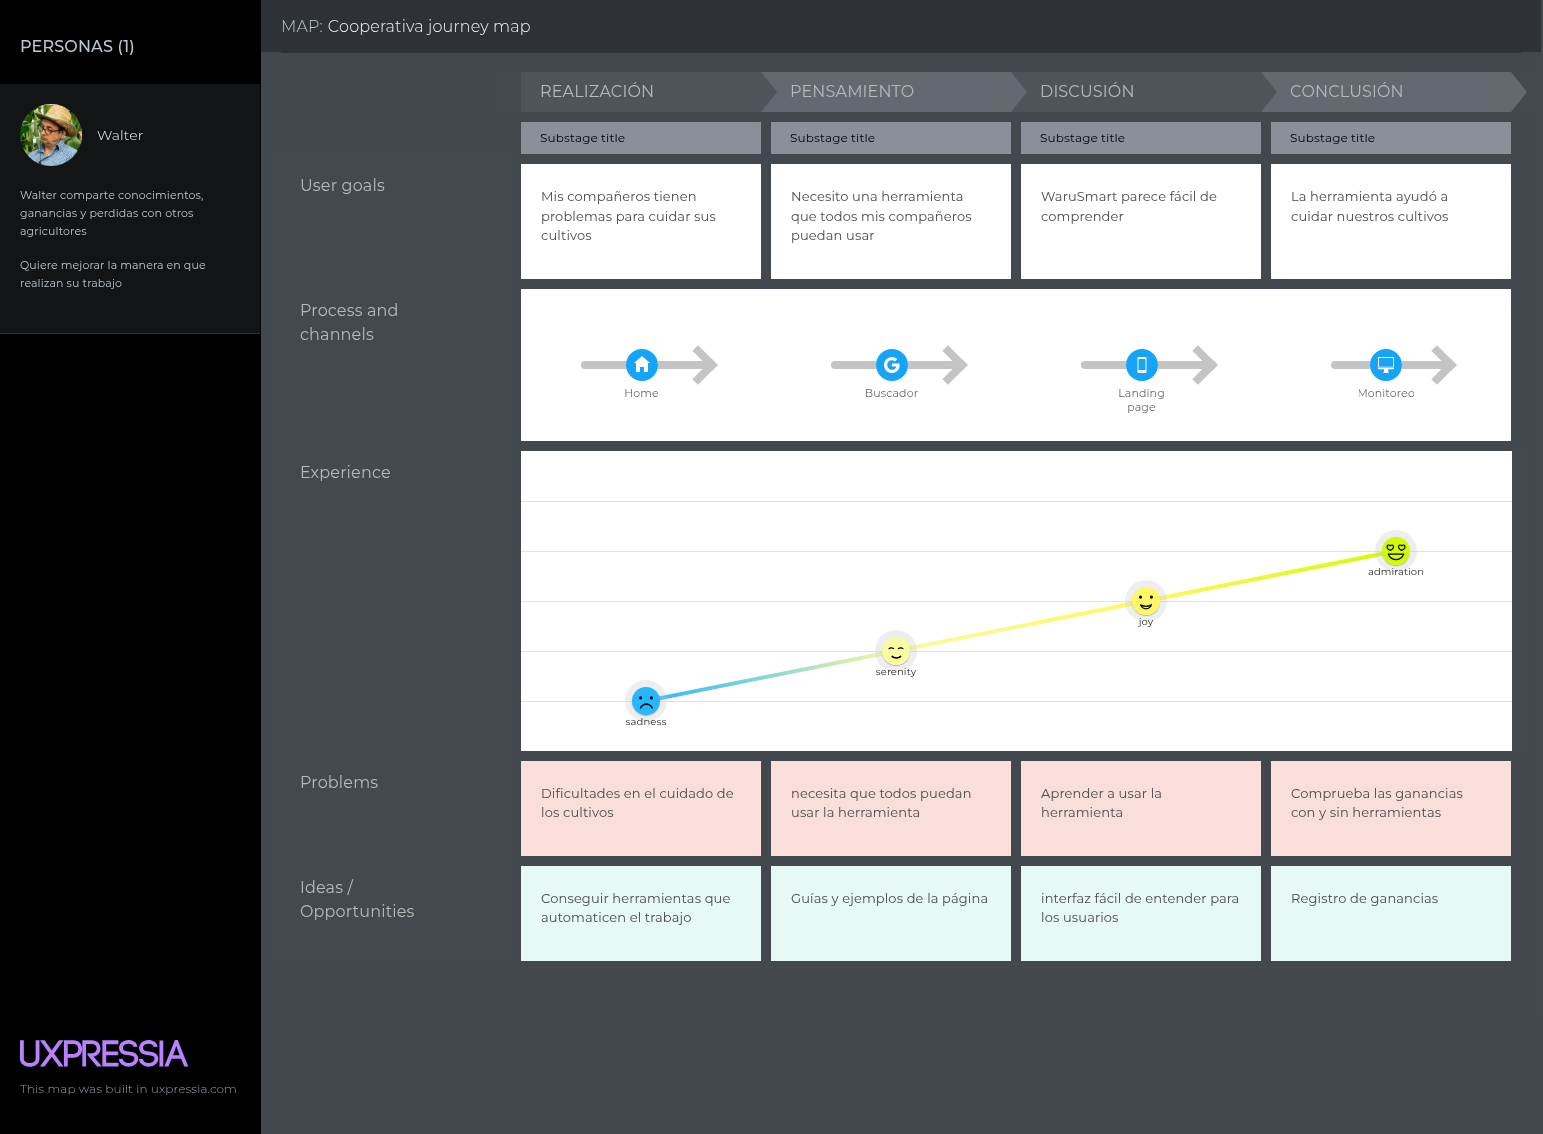 PERSONAS (1)
Walter
Walter comparte conocimientos,
ganancias y perdidas con otros
agricultores
Quiere mejorar la manera en que
realizan su trabajo
UXPRESSIA
This map was built in uxpressia.com
MAP: Cooperativa journey map
REALIZACIÓN
PENSAMIENTO
DISCUSIÓN
CONCLUSIÓN
Substage title
Substage title
Substage title
Substage title
User goals
Mis compañeros tienen
problemas para cuidar sus
cultivos
Necesito una herramienta
que todos mis compañeros
puedan usar
WaruSmart parece fácil de
comprender
La herramienta ayudó a
cuidar nuestros cultivos
Process and
channels
Home
Buscador
Landing
page
Monitoreo
Experience
sadness
serenity
joy
admiration
Problems
Dificultades en el cuidado de
los cultivos
necesita que todos puedan
usar la herramienta
Aprender a usar la
herramienta
Comprueba las ganancias
con y sin herramientas
Ideas /
Opportunities
Conseguir herramientas que
automaticen el trabajo
Guías y ejemplos de la página
interfaz fácil de entender para
los usuarios
Registro de ganancias